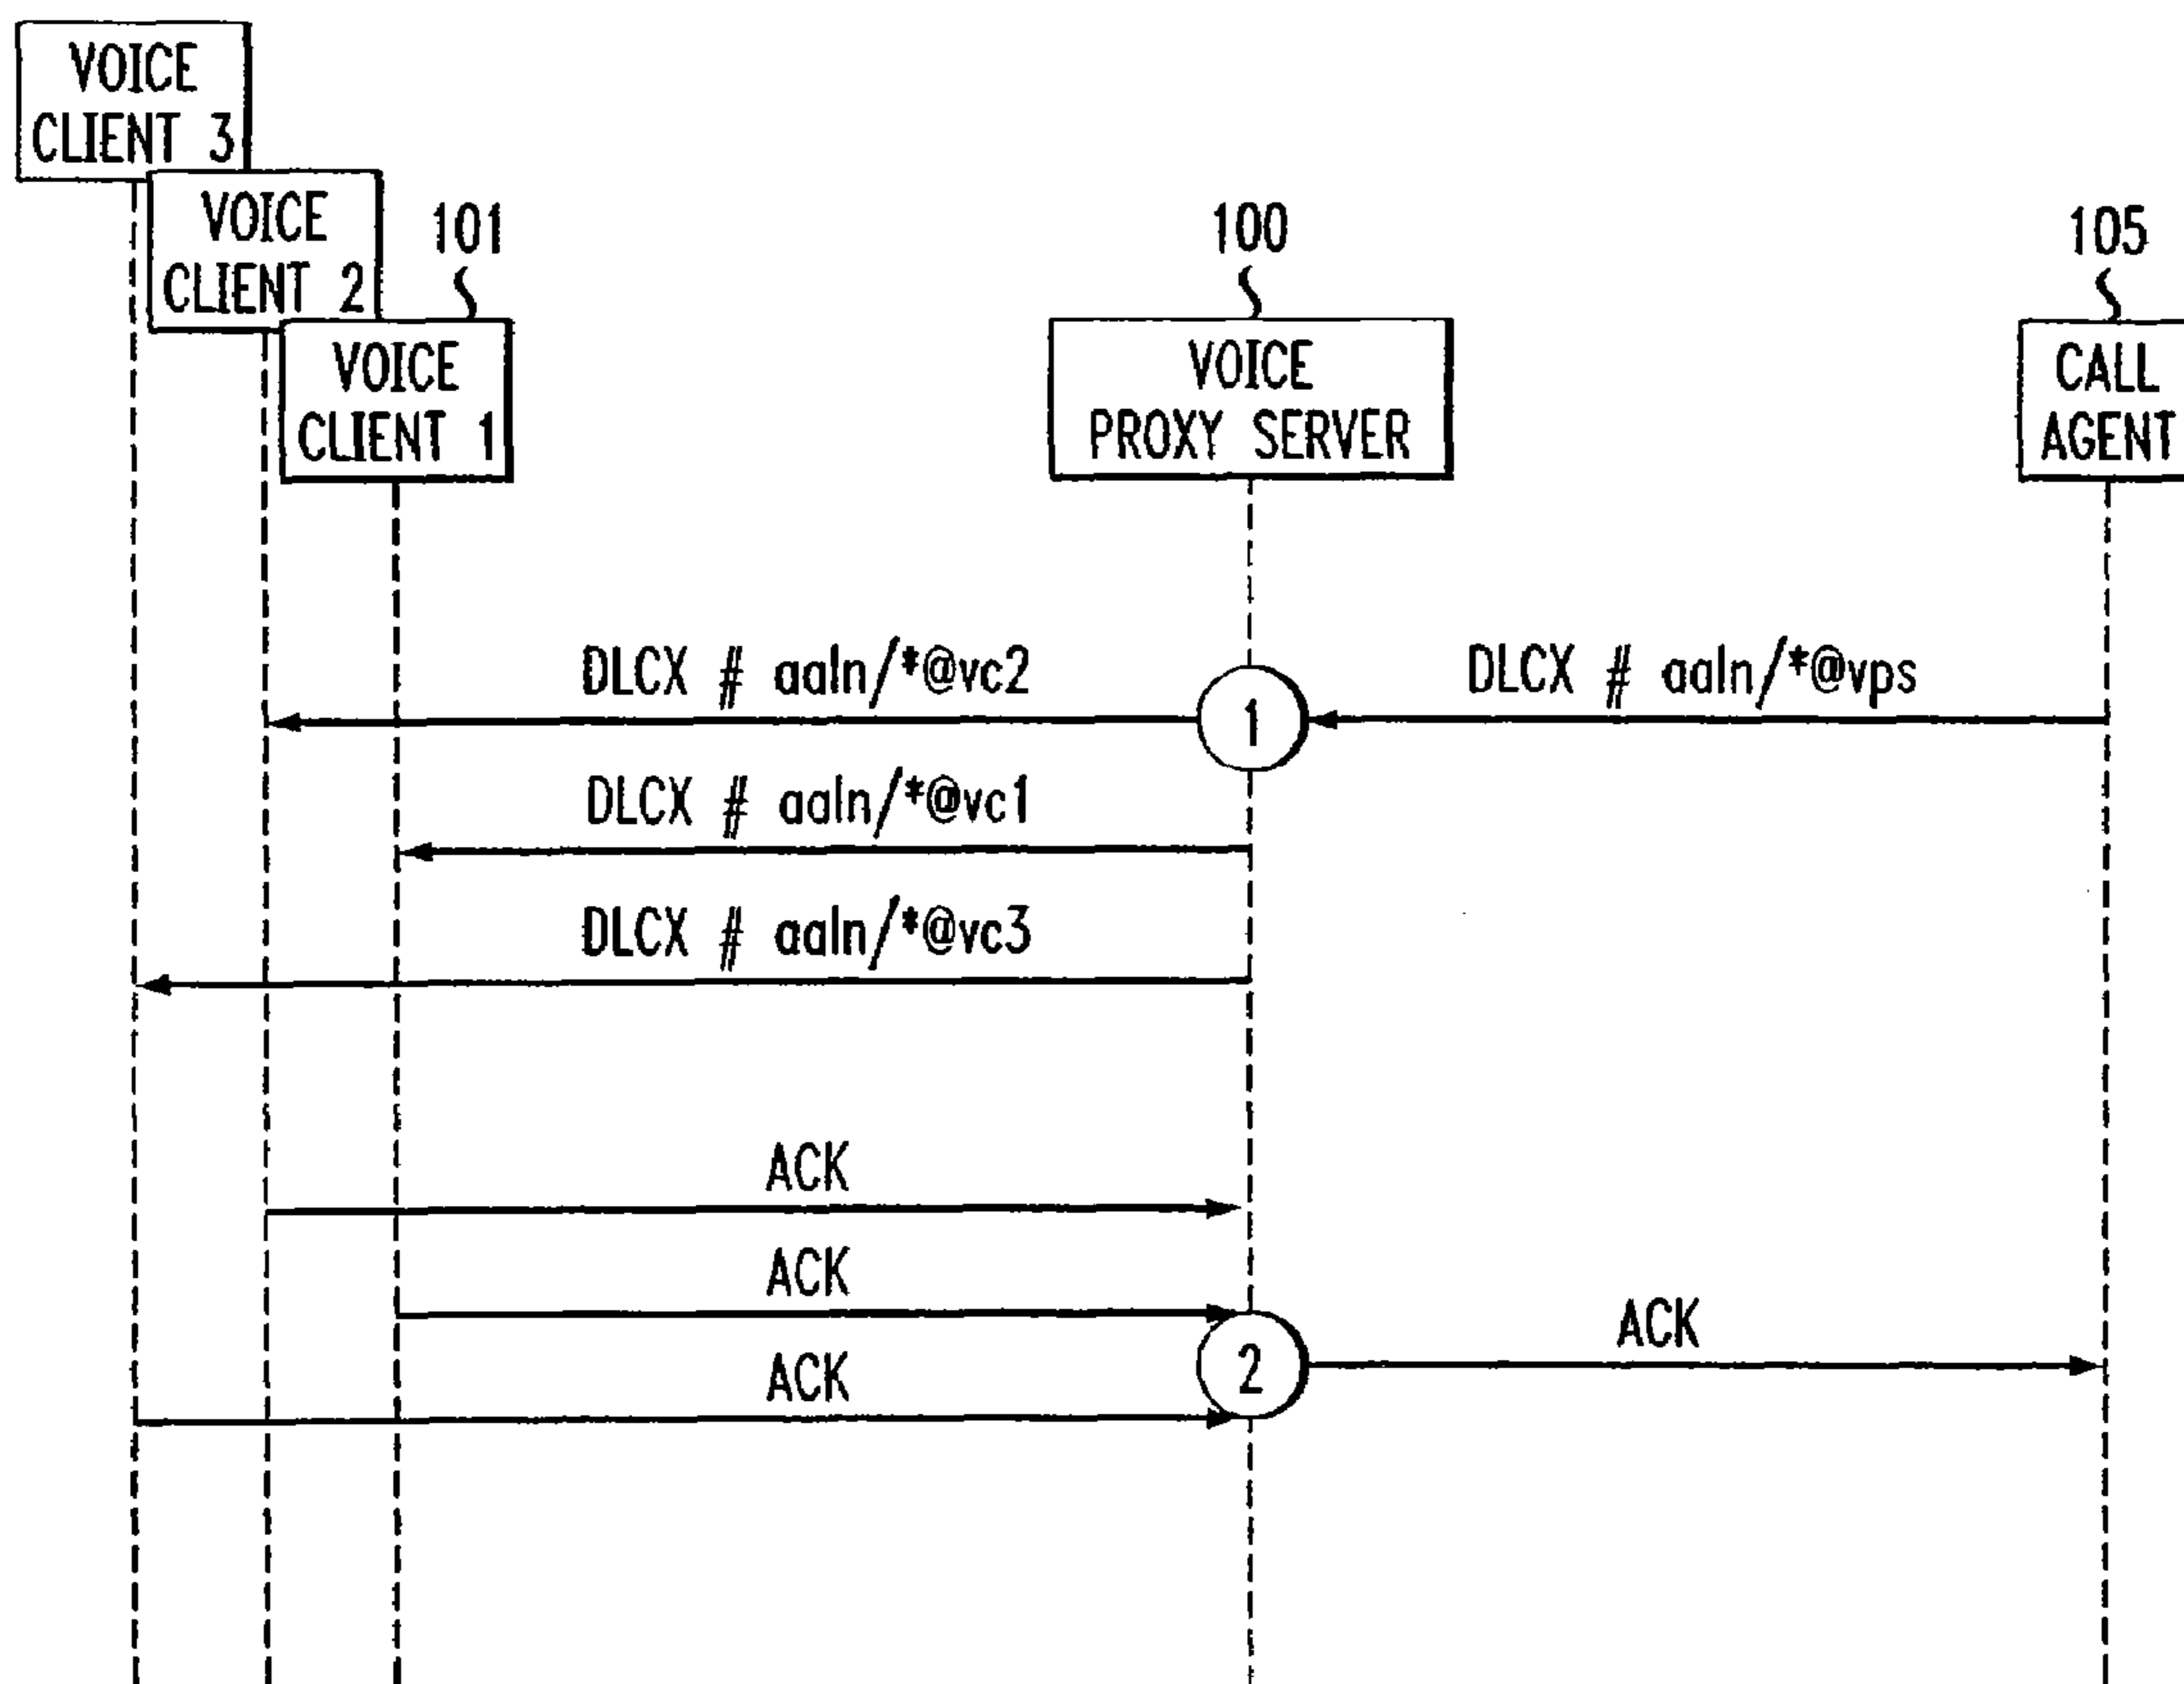 VOICE
CLIENT 3
VOICE
CLIENT 2
101
VOICE
CLIENT 1
100
VOICE
PROXY SERVER
105
CALL
AGENT
DLCX # aaln/*@vc2
DLCX # aaln/*@vps
1
DLCX # aaln/*@vc1
DLCX # aaln/*@vc3
ACK
ACK
ACK
2
ACK